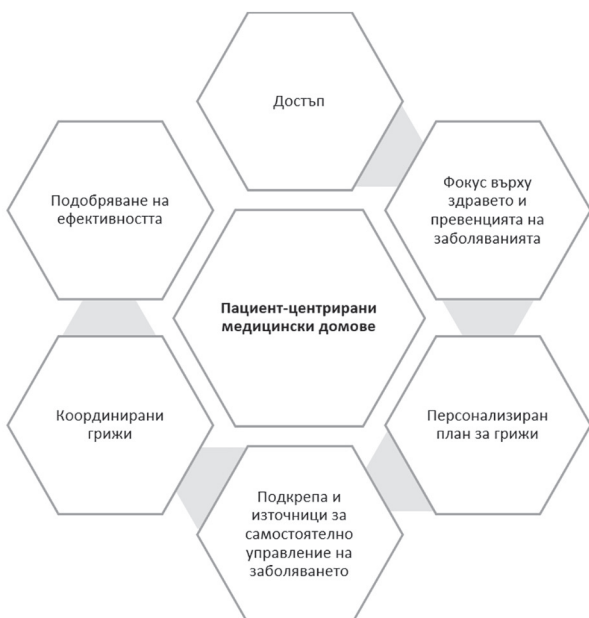 Достъп
Фокус върху
здравето и
превенцията на
заболяванията
Подобряване на
ефективността
Пациент-центрирани
медицински домове
Координирани
грижи
Персонализиран
план за грижи
Подкрепа и
източници за
самостоятелно
управление на
заболяването